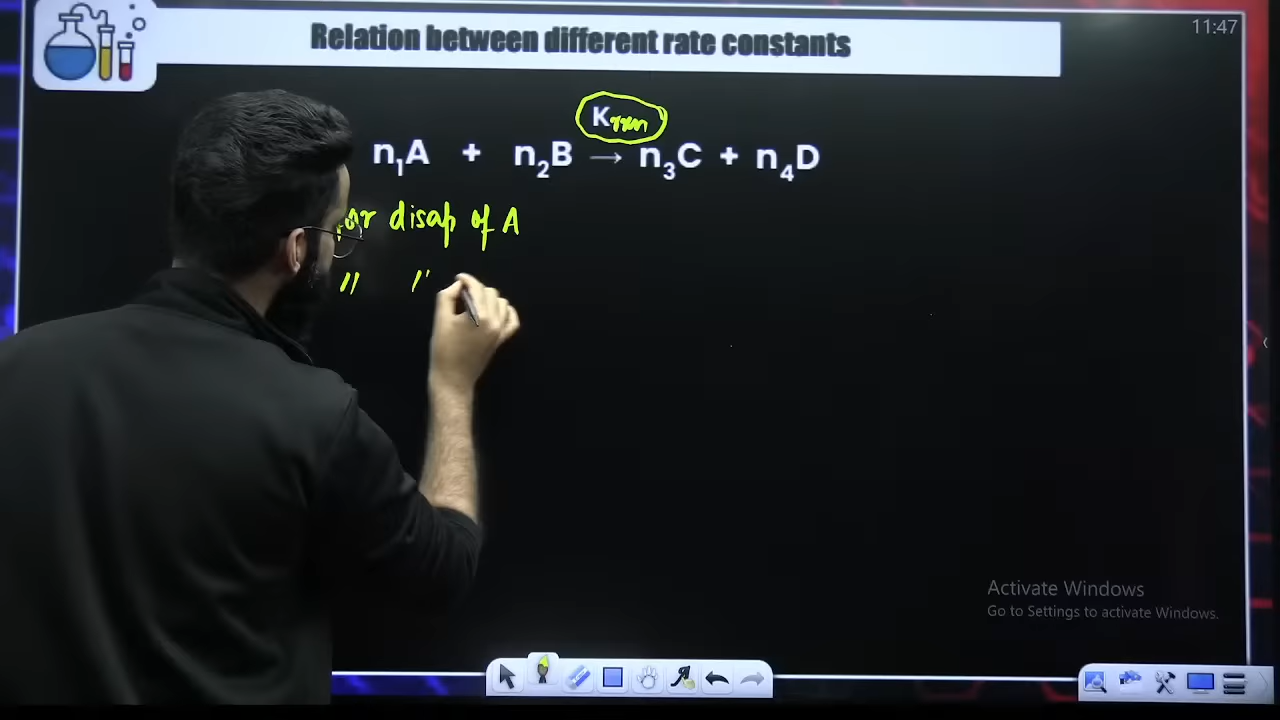 11:47
Relation between different rate constants
Krxn
n₁A + n₂B → n₃C + n₄D
for disap of A
〃 〃
Activate Windows
Go to Settings to activate Windows.